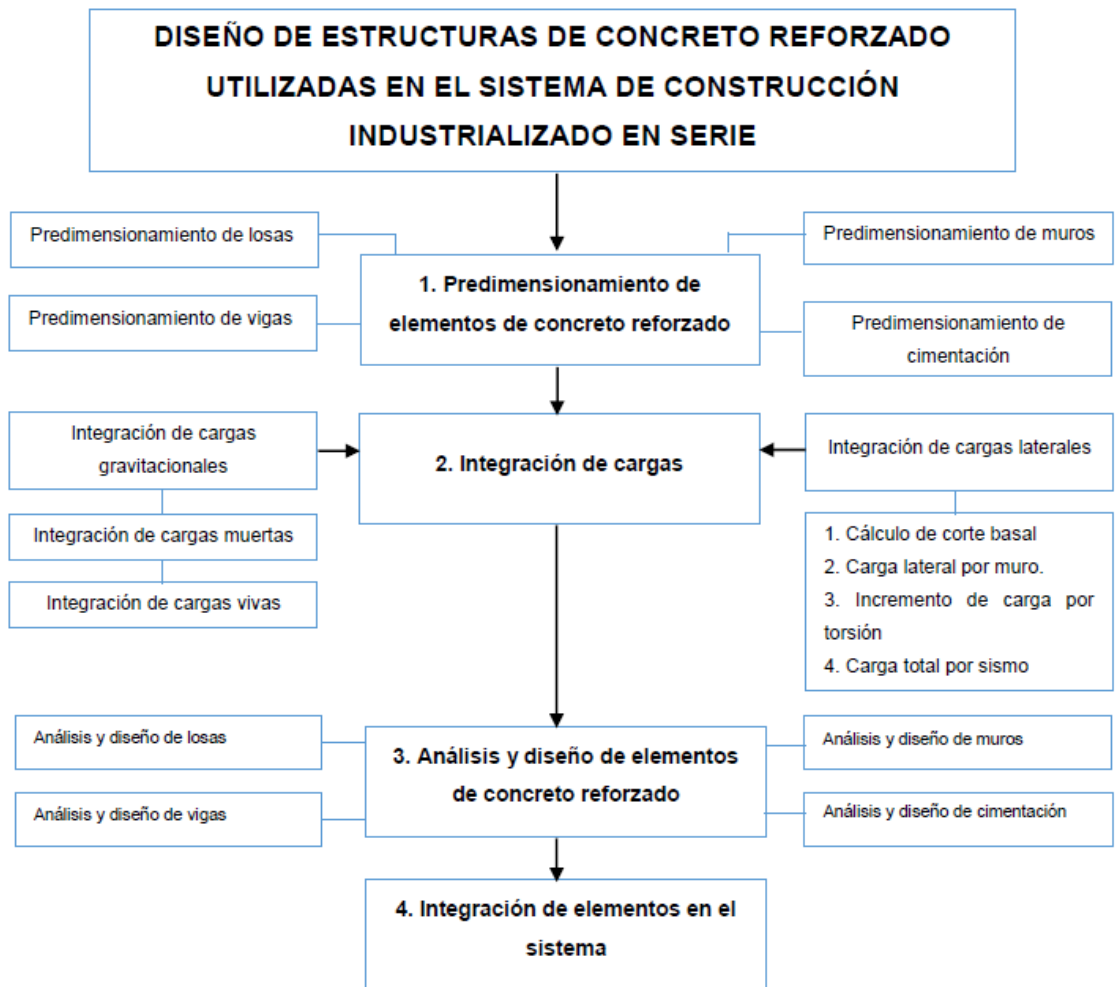 DISEÑO DE ESTRUCTURAS DE CONCRETO REFORZADO
UTILIZADAS EN EL SISTEMA DE CONSTRUCCIÓN
INDUSTRIALIZADO EN SERIE
Predimensionamiento de losas
Predimensionamiento de vigas
1. Predimensionamiento de
elementos de concreto reforzado
Predimensionamiento de muros
Predimensionamiento de
cimentación
Integración de cargas
gravitacionales
Integración de cargas muertas
Integración de cargas vivas
2. Integración de cargas
Integración de cargas laterales
1. Cálculo de corte basal
2. Carga lateral por muro.
3. Incremento de carga por
torsión
4. Carga total por sismo
Análisis y diseño de losas
Análisis y diseño de vigas
3. Análisis y diseño de elementos
de concreto reforzado
Análisis y diseño de muros
Análisis y diseño de cimentación
4. Integración de elementos en el
sistema